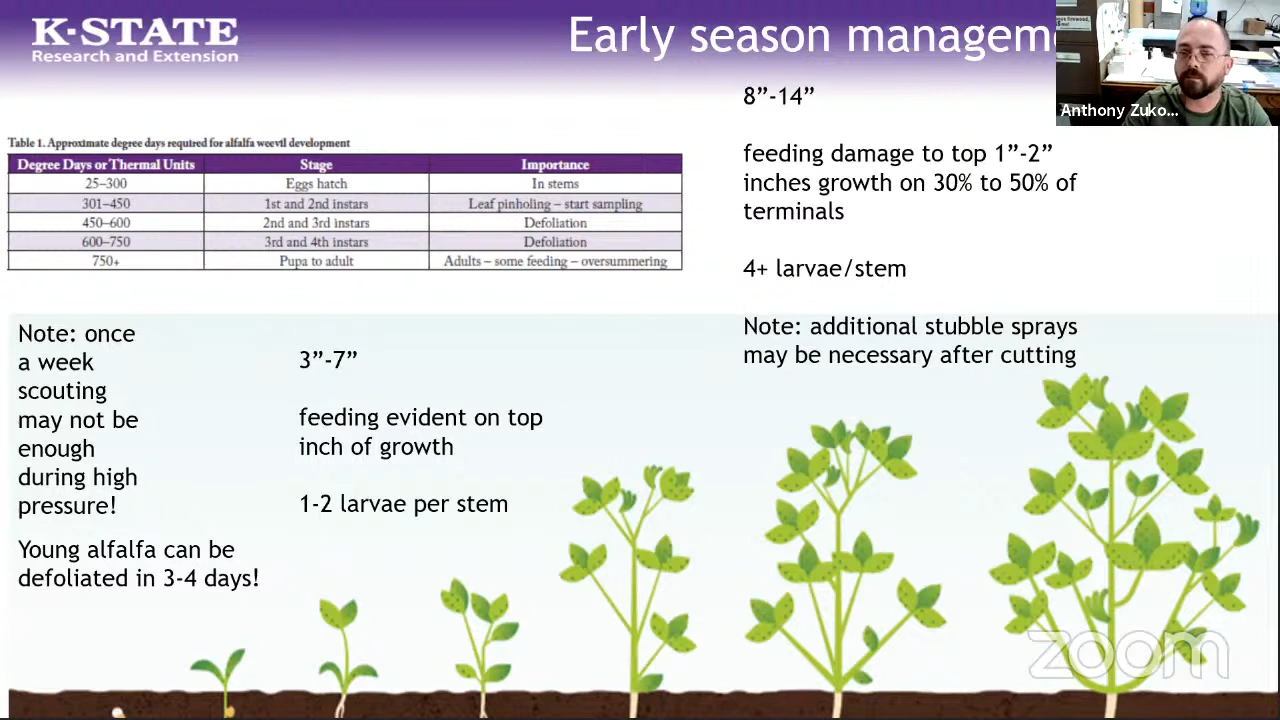 K-STATE
Research and Extension
Early season managem
Anthony Zuko...
Table 1. Approximate degree days required for alfalfa weevil development
Degree Days or Thermal Units Stage Importance
25–300 Eggs hatch In stems
301–450 1st and 2nd instars Leaf pinholing – start sampling
450–600 2nd and 3rd instars Defoliation
600–750 3rd and 4th instars Defoliation
750+ Pupa to adult Adults – some feeding – oversummering
8”-14”
feeding damage to top 1”-2”
inches growth on 30% to 50% of
terminals
4+ larvae/stem
Note: additional stubble sprays
may be necessary after cutting
Note: once
a week
scouting
may not be
enough
during high
pressure!
Young alfalfa can be
defoliated in 3-4 days!
3”-7”
feeding evident on top
inch of growth
1-2 larvae per stem
zoom